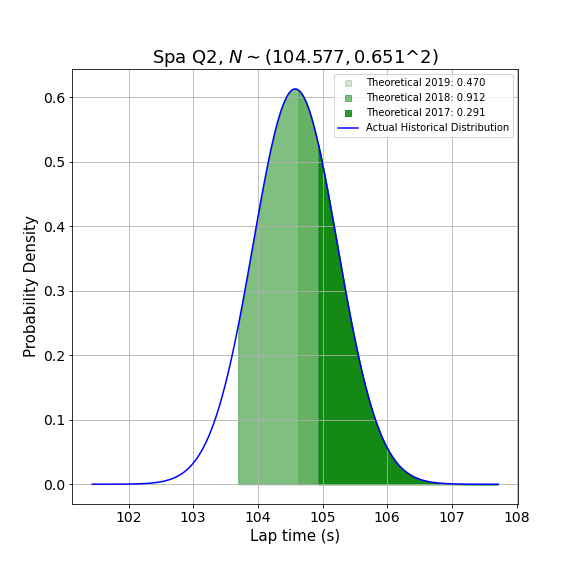 Spa Q2, N ~ (104.577, 0.651^2)
Theoretical 2019: 0.470
Theoretical 2018: 0.912
Theoretical 2017: 0.291
Actual Historical Distribution
Probability Density
0.6
0.5
0.4
0.3
0.2
0.1
0.0
102 103 104 105 106 107 108
Lap time (s)